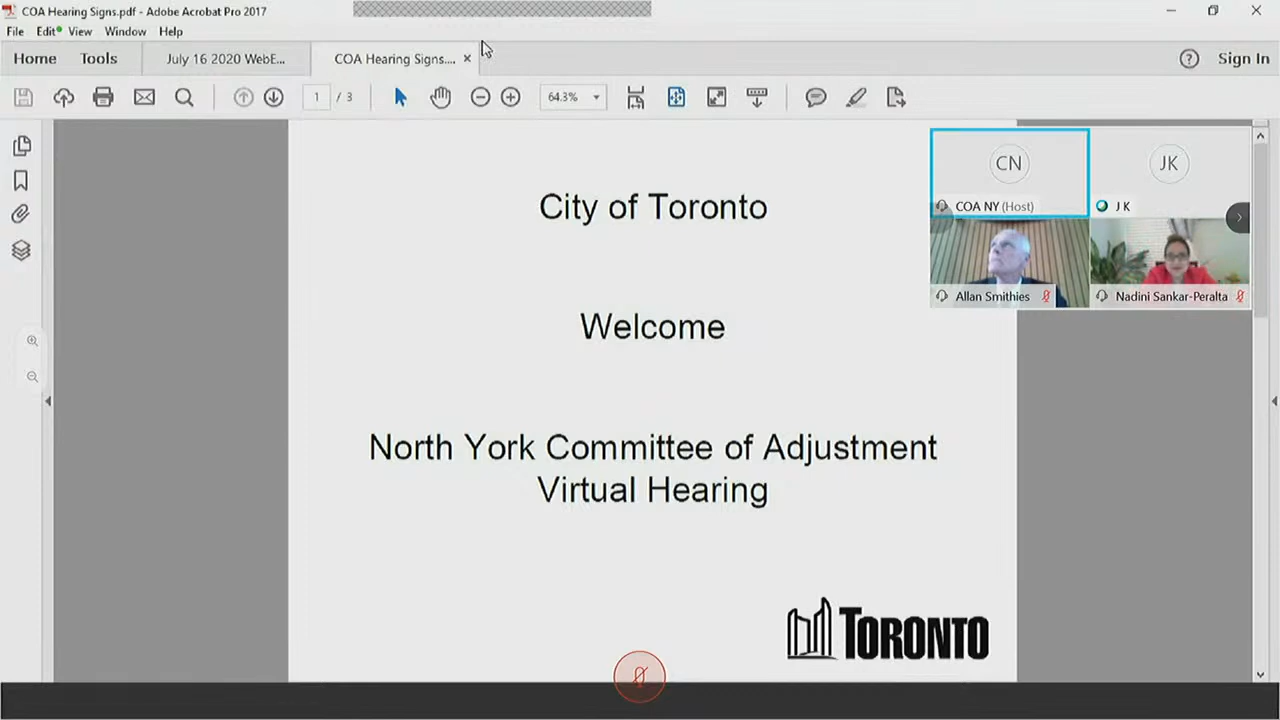 COA Hearing Signs.pdf - Adobe Acrobat Pro 2017
File Edit View Window Help
Home Tools July 16 2020 WebE... COA Hearing Signs.... × ? Sign In
1 / 3 64.3%
CN
JK
COA NY (Host)
J K
Allan Smithies
Nadini Sankar-Peralta
City of Toronto
Welcome
North York Committee of Adjustment
Virtual Hearing
TORONTO